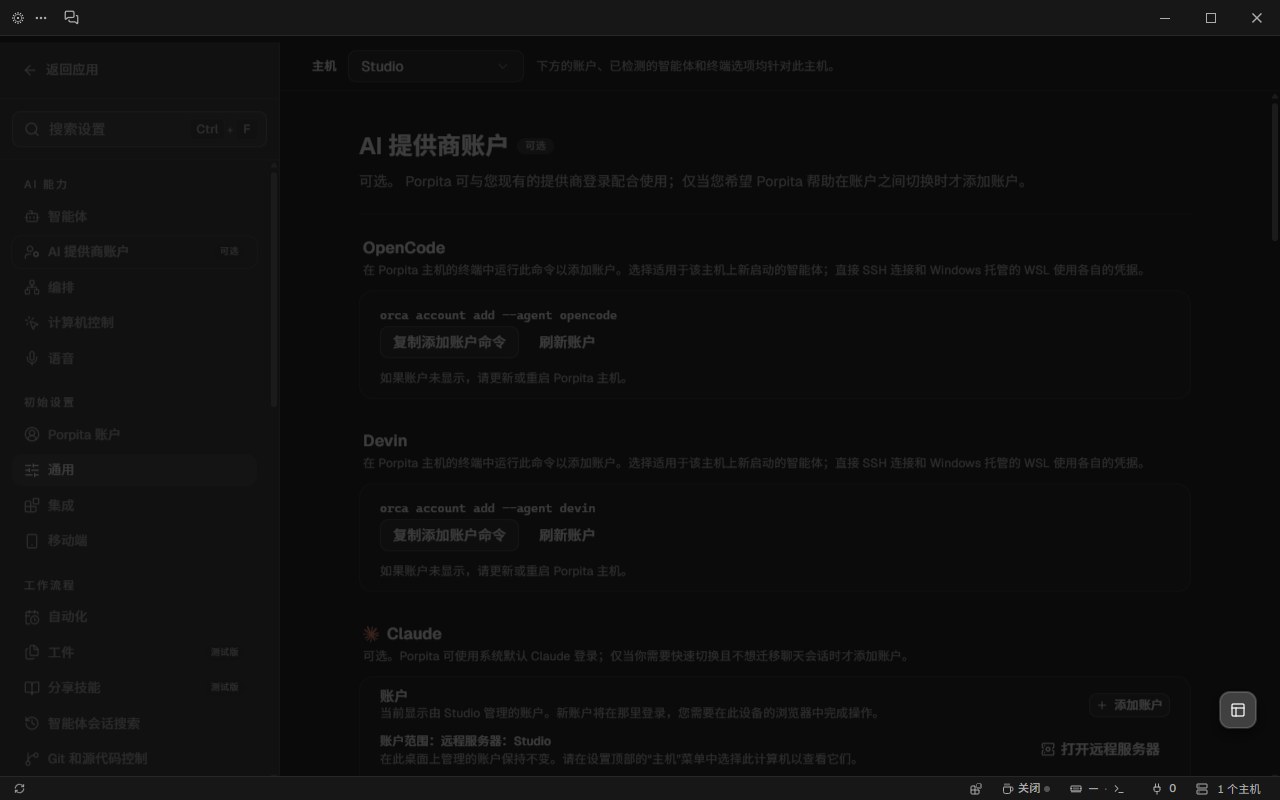 返回应用
主机
Studio
下方的账户、已检测的智能体和终端选项均针对此主机。
搜索设置
Ctrl + F
AI 能力
智能体
AI 提供商账户
可选
编排
计算机控制
语音
初始设置
Porpita 账户
通用
集成
移动端
工作流程
自动化
工件
测试版
分享技能
测试版
智能体会话搜索
Git 和源代码控制
AI 提供商账户
可选
可选。 Porpita 可与您现有的提供商登录配合使用；仅当您希望 Porpita 帮助在账户之间切换时才添加账户。
OpenCode
在 Porpita 主机的终端中运行此命令以添加账户。选择适用于该主机上新启动的智能体；直接 SSH 连接和 Windows 托管的 WSL 使用各自的凭据。
orca account add --agent opencode
复制添加账户命令
刷新账户
如果账户未显示，请更新或重启 Porpita 主机。
Devin
在 Porpita 主机的终端中运行此命令以添加账户。选择适用于该主机上新启动的智能体；直接 SSH 连接和 Windows 托管的 WSL 使用各自的凭据。
orca account add --agent devin
复制添加账户命令
刷新账户
如果账户未显示，请更新或重启 Porpita 主机。
Claude
可选。Porpita 可使用系统默认 Claude 登录；仅当你需要快速切换且不想迁移聊天会话时才添加账户。
账户
当前显示由 Studio 管理的账户。新账户将在那里登录，您需要在此设备的浏览器中完成操作。
+ 添加账户
账户范围：远程服务器：Studio
在此桌面上管理的账户保持不变。请在设置顶部的“主机”菜单中选择此计算机以查看它们。
打开远程服务器
关闭
— ·
0
1 个主机